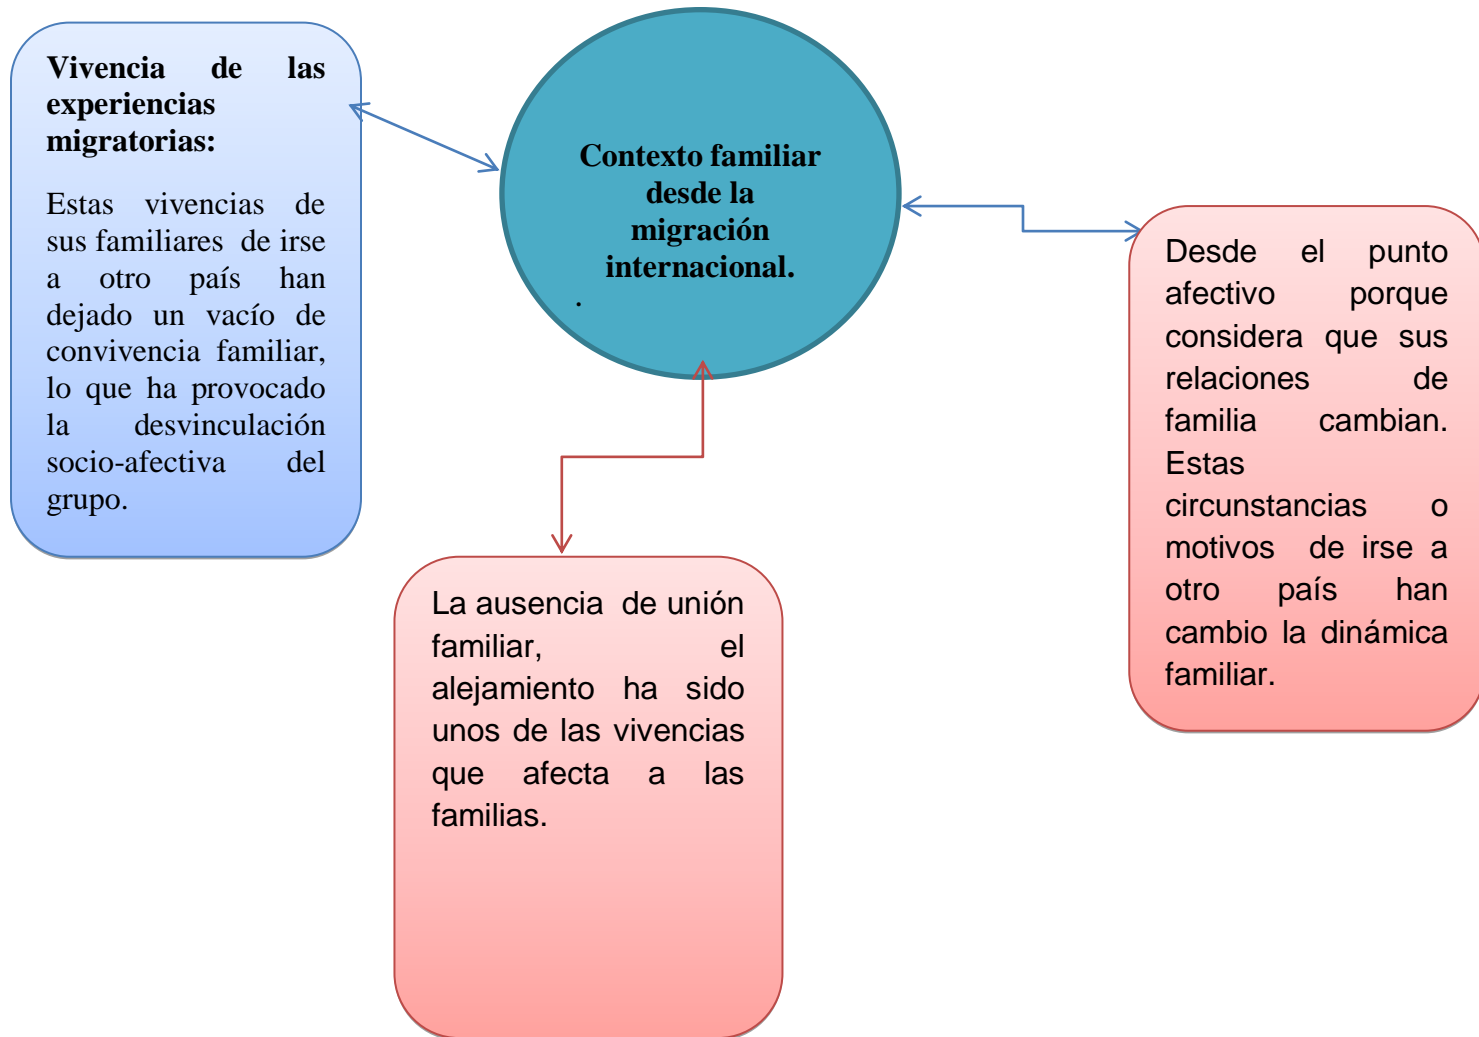 Vivencia de las
experiencias
migratorias:
Estas vivencias de
sus familiares de irse
a otro país han
dejado un vacío de
convivencia familiar,
lo que ha provocado
la desvinculación
socio-afectiva del
grupo.
Contexto familiar
desde la
migración
internacional.
.
Desde el punto
afectivo porque
considera que sus
relaciones de
familia cambian.
Estas
circunstancias o
motivos de irse a
otro país han
cambio la dinámica
familiar.
La ausencia de unión
familiar, el
alejamiento ha sido
unos de las vivencias
que afecta a las
familias.